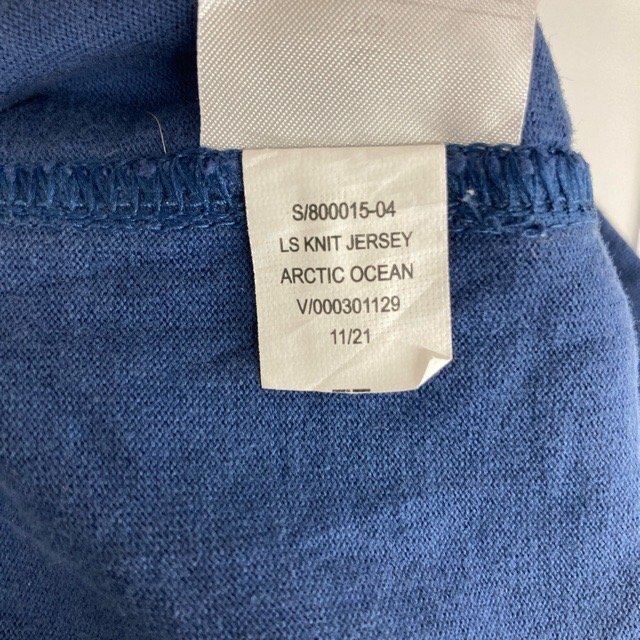 S/800015-04
LS KNIT JERSEY
ARCTIC OCEAN
V/000301129
11/21